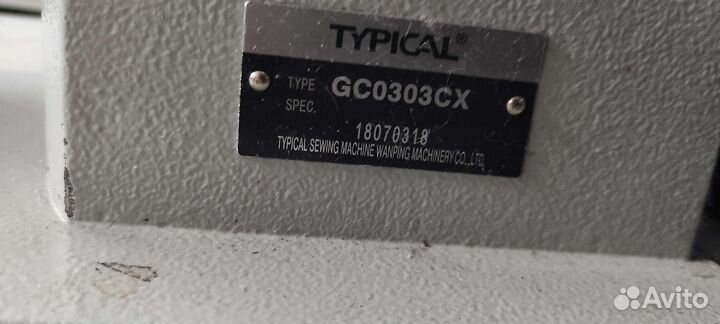 TYPICAL®
TYPE GC0303CX
SPEC.
18070318
TYPICAL SEWING MACHINE WANPING MACHINERY CO.,LTD.
Avito